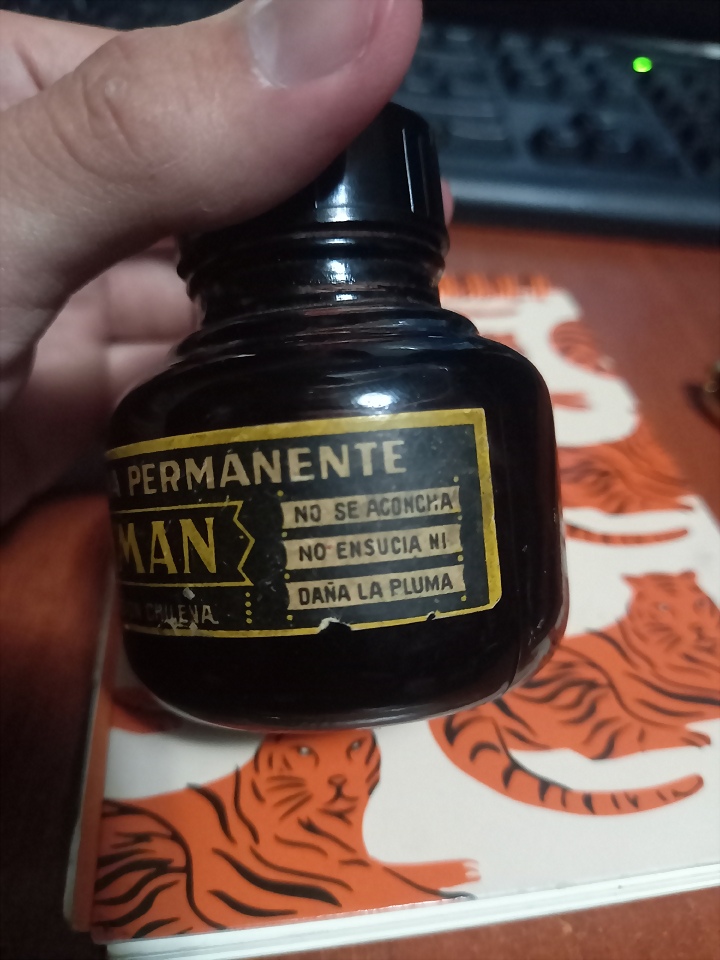 A PERMANENTE
MAN
CHILENA
NO SE ACONCHA
NO ENSUCIA NI
DAÑA LA PLUMA